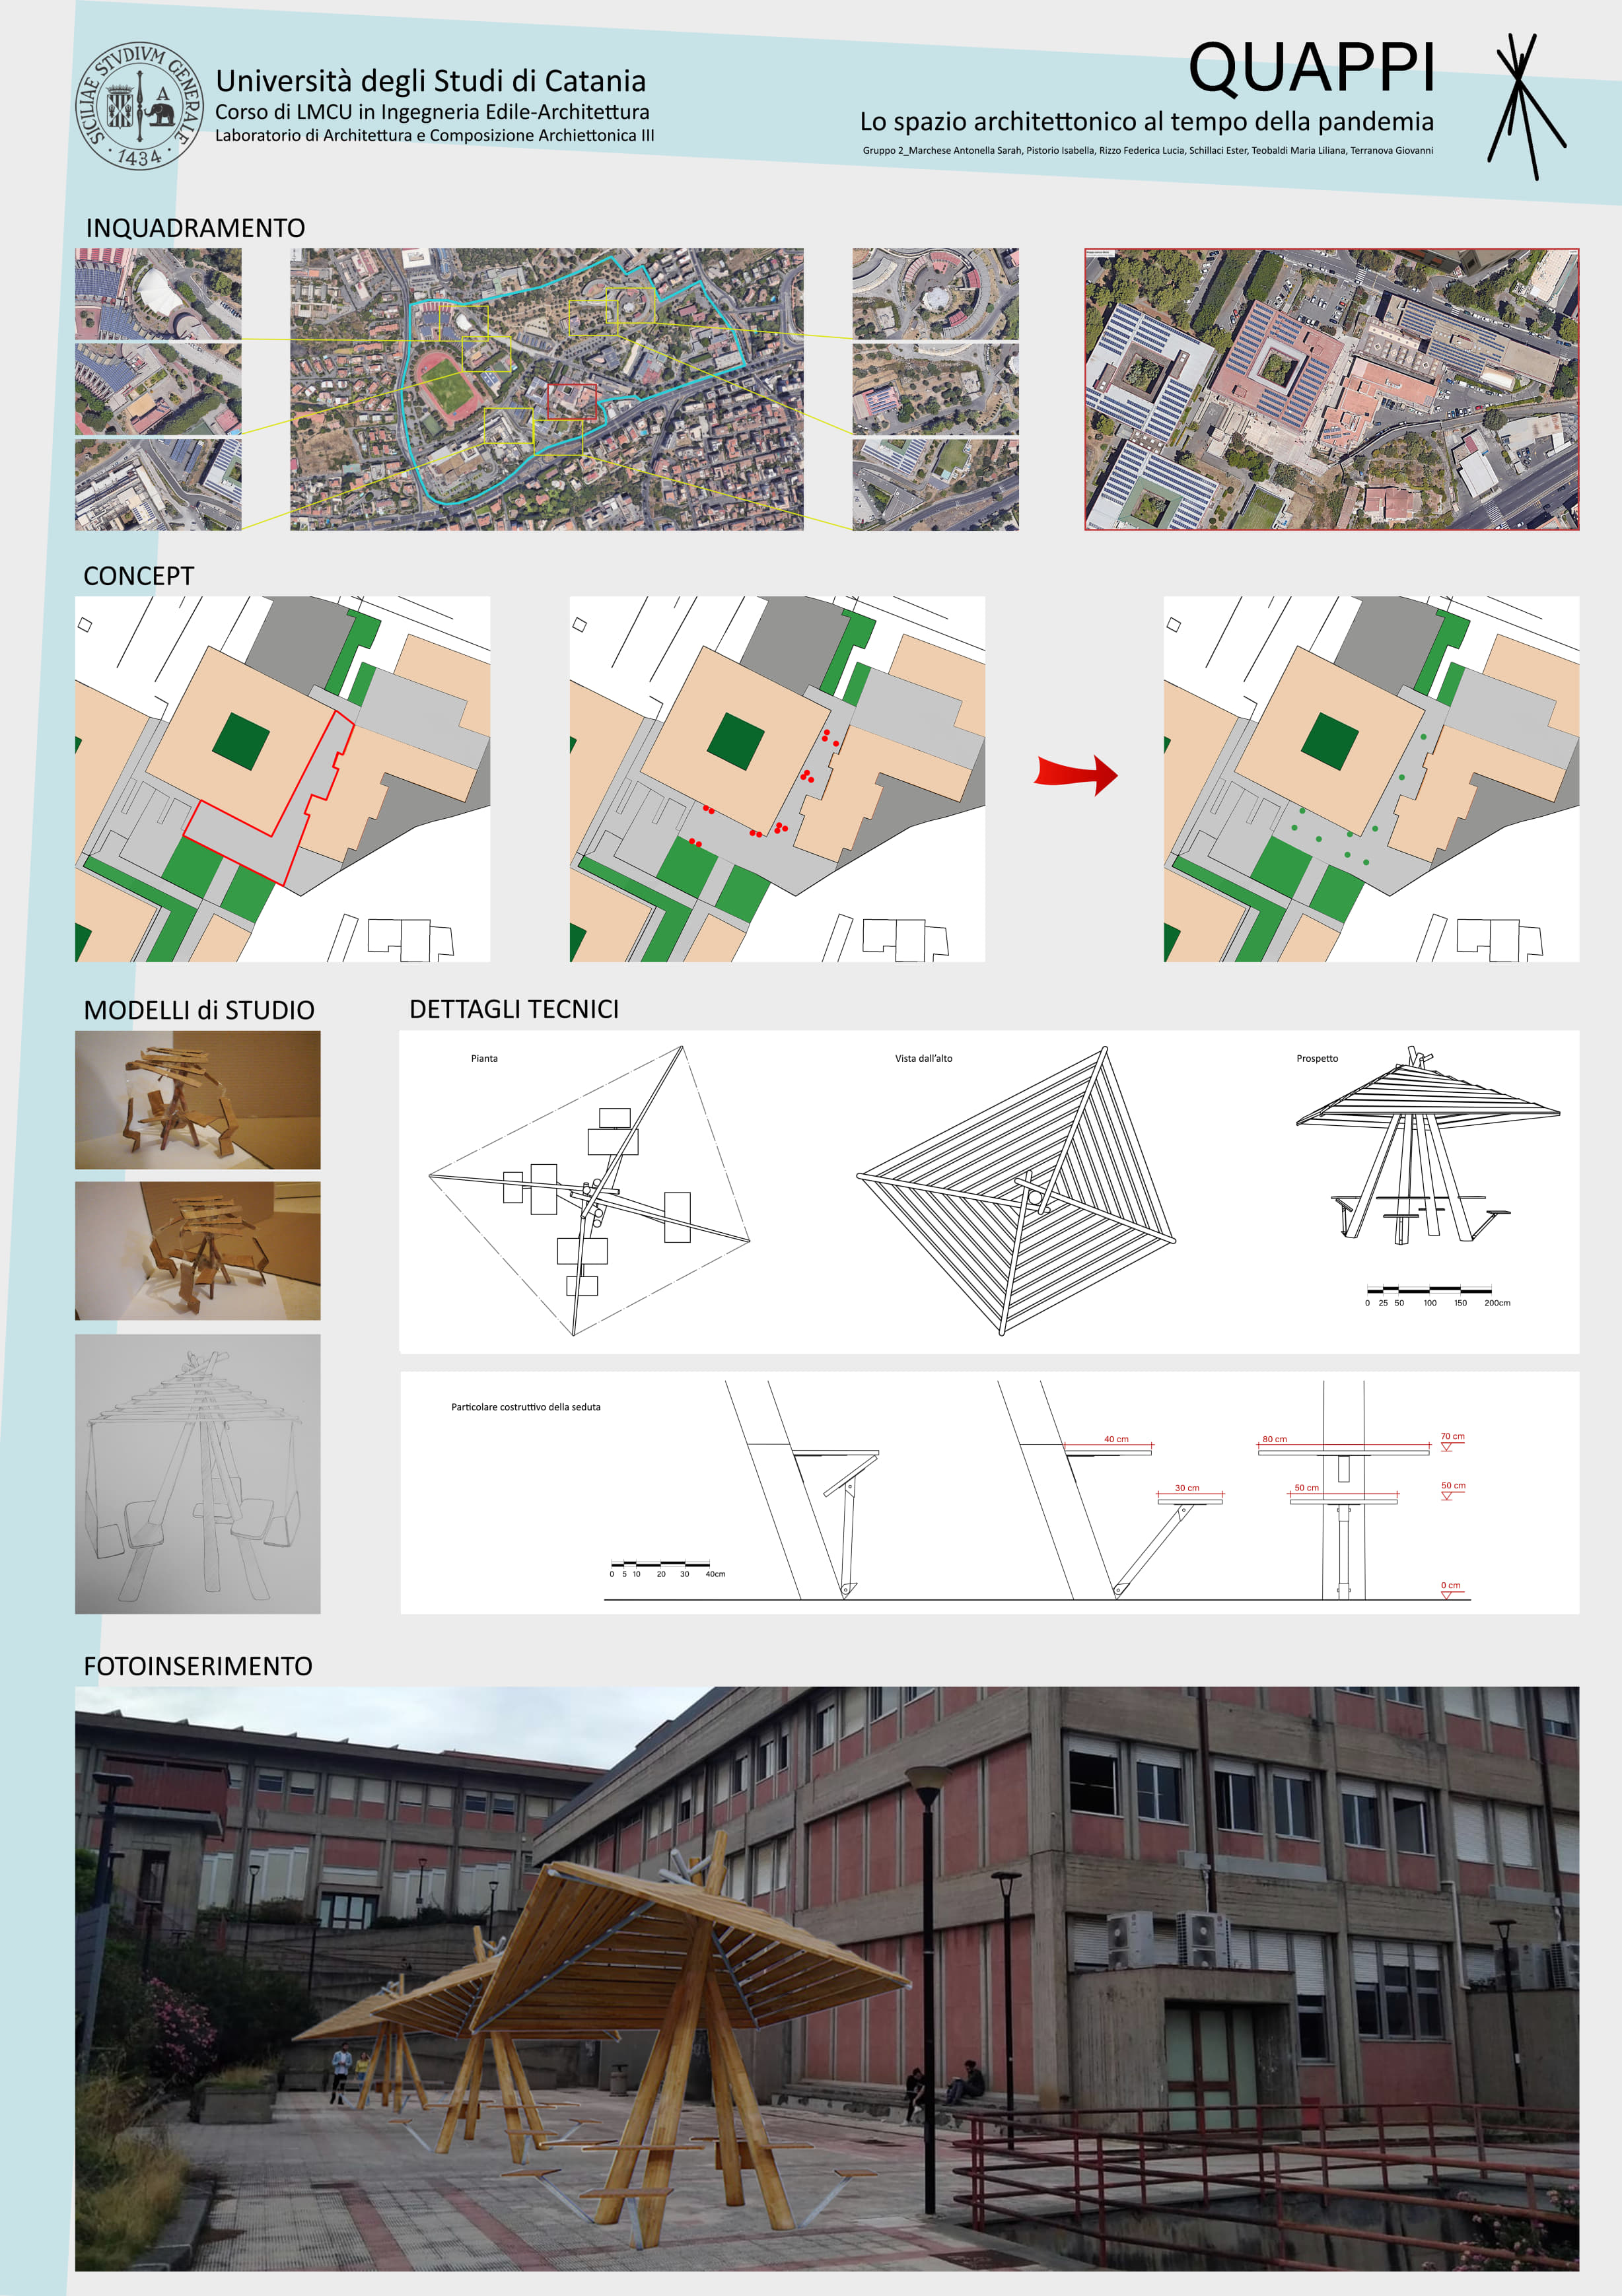 SICILIAE STVDIVM GENERALE
· 1434 ·
A
Università degli Studi di Catania
Corso di LMCU in Ingegneria Edile-Architettura
Laboratorio di Architettura e Composizione Archiettonica III
QUAPPI
Lo spazio architettonico al tempo della pandemia
Gruppo 2_Marchese Antonella Sarah, Pistorio Isabella, Rizzo Federica Lucia, Schillaci Ester, Teobaldi Maria Liliana, Terranova Giovanni
INQUADRAMENTO
CONCEPT
MODELLI di STUDIO
DETTAGLI TECNICI
Pianta
Vista dall'alto
Prospetto
0 25 50 100 150 200cm
Particolare costruttivo della seduta
40 cm
30 cm
80 cm
50 cm
70 cm
50 cm
0 cm
0 5 10 20 30 40cm
FOTOINSERIMENTO